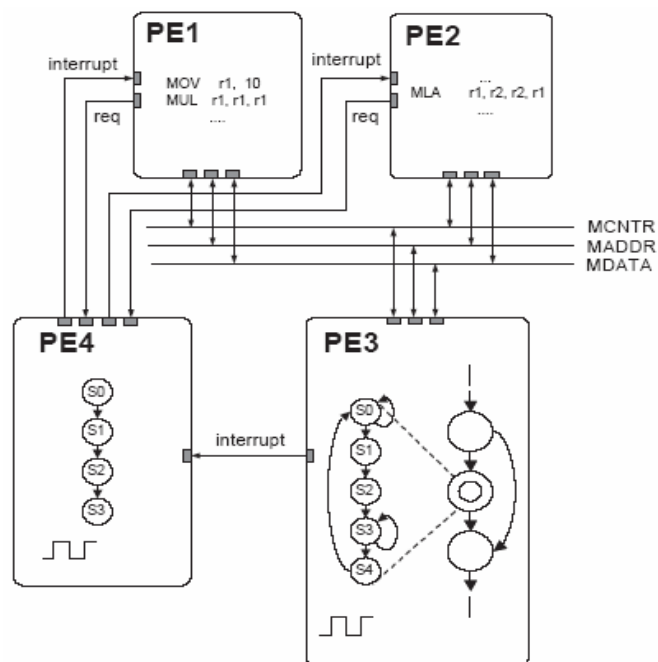 PE1
PE2
interrupt
interrupt
MOV r1, 10
MUL r1, r1, r1
....
...
MLA r1, r2, r2, r1
....
req
req
MCNTR
MADDR
MDATA
PE4
PE3
S0
S1
S2
S3
interrupt
S0
S1
S2
S3
S4